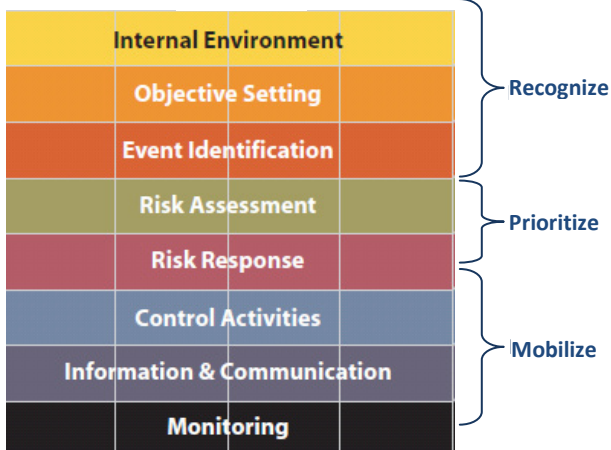 Internal Environment
Objective Setting
Event Identification
Risk Assessment
Risk Response
Control Activities
Information & Communication
Monitoring
Recognize
Prioritize
Mobilize